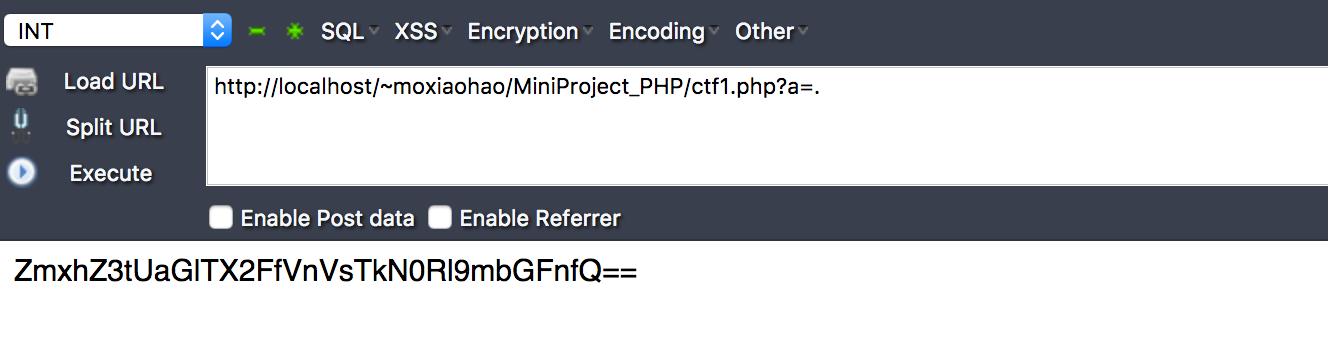 INT SQL XSS Encryption Encoding Other
Load URL
http://localhost/~moxiaohao/MiniProject_PHP/ctf1.php?a=.
Split URL
Execute
Enable Post data Enable Referrer
ZmxhZ3tUaGlTX2FfVnVsTkN0Rl9mbGFnfQ==